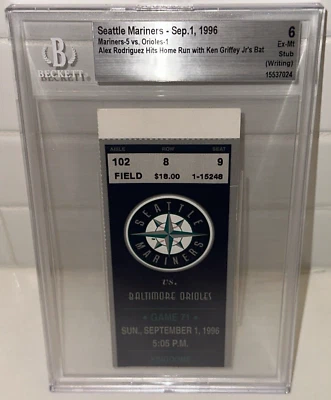 BECKETT
Seattle Mariners - Sep.1, 1996
Mariners-5 vs. Orioles-1
Alex Rodriguez Hits Home Run with Ken Griffey Jr's Bat
6
Ex-Mt
Stub
(Writing)
15537024
AISLE ROW SEAT
102 8 9
FIELD $18.00 1-15248
SEATTLE
MARINERS
vs.
BALTIMORE ORIOLES
GAME 71
SUN, SEPTEMBER 1, 1996
5:05 P.M.